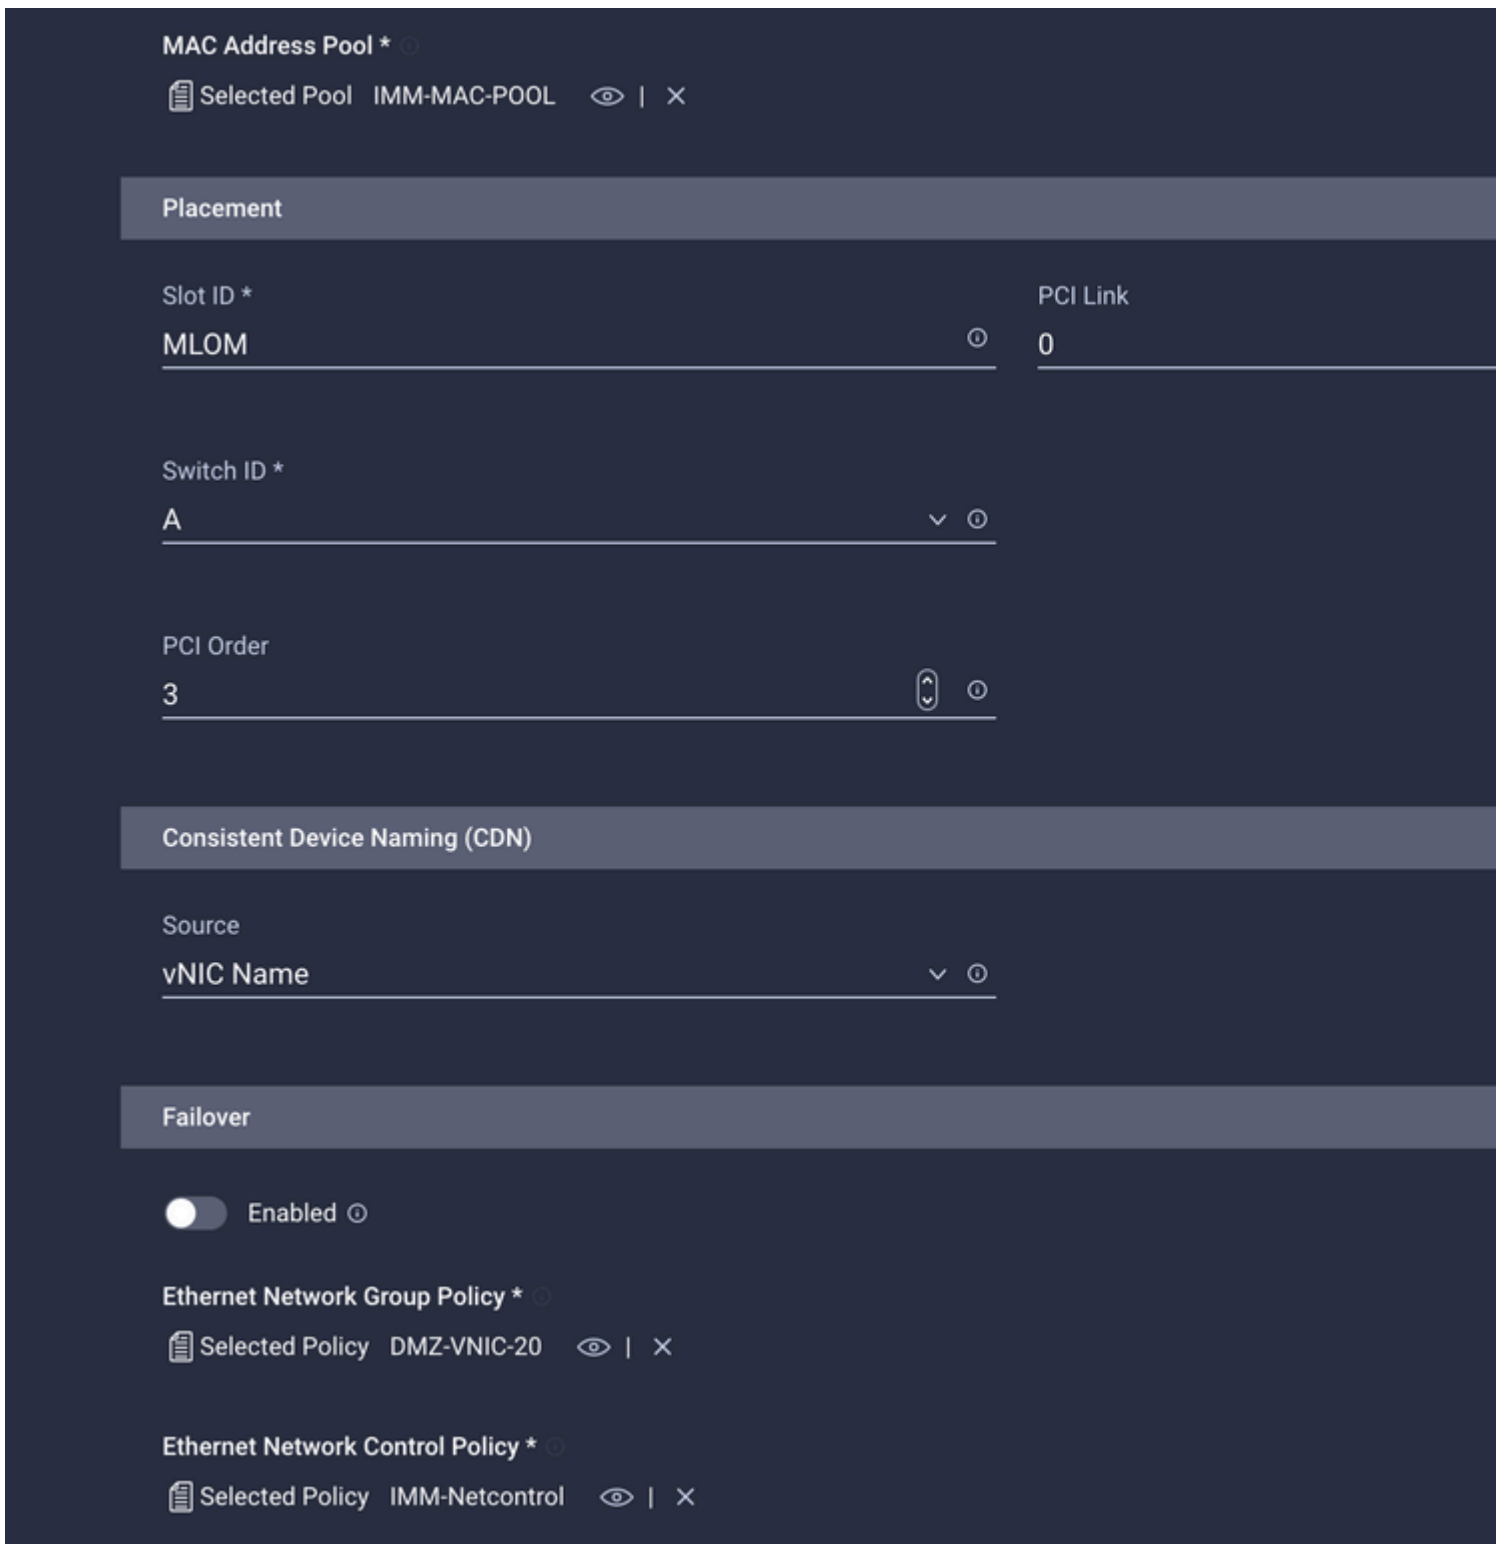 MAC Address Pool *
Selected Pool IMM-MAC-POOL |
Placement
Slot ID * PCI Link
MLOM 0
Switch ID *
A
PCI Order
3
Consistent Device Naming (CDN)
Source
vNIC Name
Failover
Enabled
Ethernet Network Group Policy *
Selected Policy DMZ-VNIC-20 |
Ethernet Network Control Policy *
Selected Policy IMM-Netcontrol |